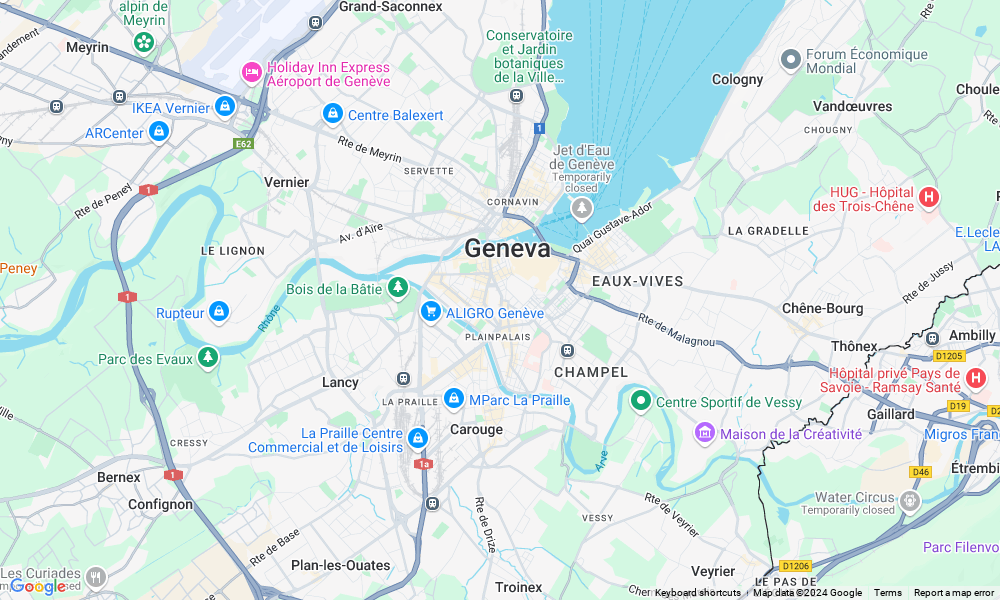 Grand-Saconnex
alpin de
Meyrin
Meyrin
Conservatoire
et Jardin
botaniques
de la Ville...
Forum Économique
Mondial
Cologny
Holiday Inn Express
Aéroport de Genève
Rte de
IKEA Vernier
Centre Balexert
Vandœuvres
Choule
ARCenter
E62
1
CHOUGNY
Rte de Meyrin
Jet d'Eau
de Genève
Temporarily
closed
SERVETTE
Vernier
1
Rte de Peney
CORNAVIN
HUG - Hôpital
des Trois-Chêne
Quai Gustave-Ador
LA GRADELLE
E.Lecle
LA
Av. d'Aire
LE LIGNON
Geneva
Peney
EAUX-VIVES
Rte de Jussy
Bois de la Bâtie
1
Rhône
Rupteur
ALIGRO Genève
Chêne-Bourg
Rte de Malagnou
PLAINPALAIS
Thônex
Ambilly
D1205
Parc des Evaux
CHAMPEL
Hôpital privé Pays de
Savoie - Ramsay Santé
Lancy
LA PRAILLE
MParc La Praille
Centre Sportif de Vessy
D19
Gaillard
ville
CRESSY
La Praille Centre
Commercial et de Loisirs
Carouge
Maison de la Créativité
Migros Fran
Arve
1a
D46
Étrembi
Bernex
1
Confignon
Rte de Drize
Rte de Veyrier
Water Circus
Temporarily closed
VESSY
Rte de Base
Parc Filenvo
Plan-les-Ouates
Veyrier
D1206
LE PAS DE
Les Curiades
Temporarily closed
Google
Troinex
Keyboard shortcuts
Map data ©2024 Google
Terms
Report a map error